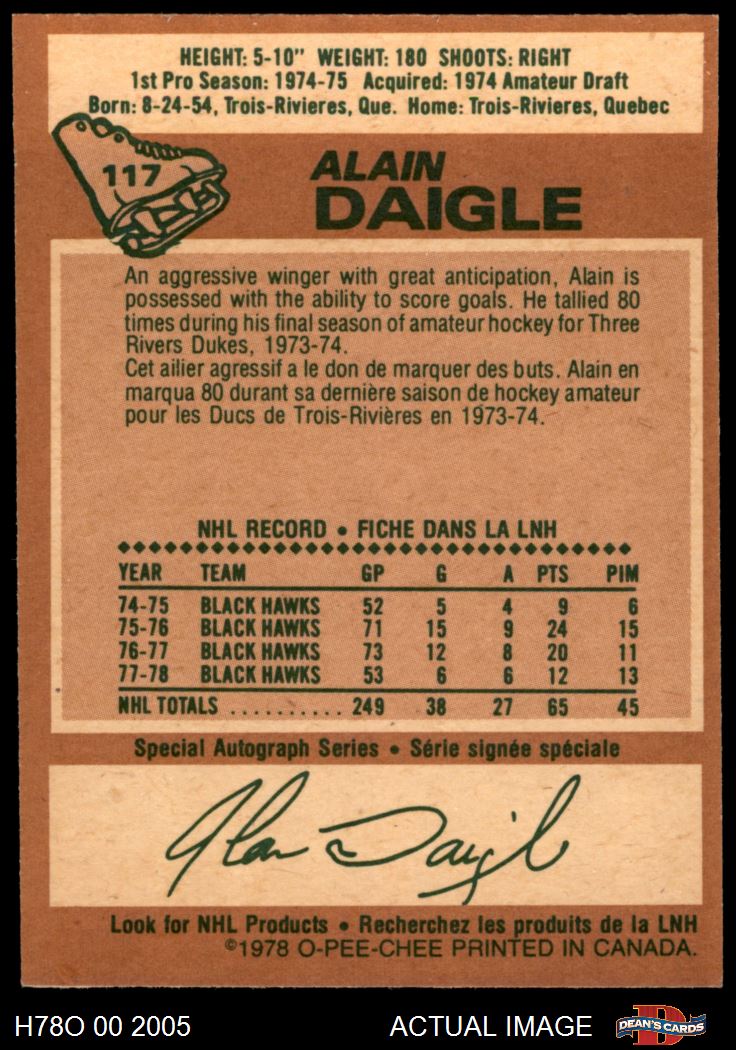 HEIGHT: 5-10" WEIGHT: 180 SHOOTS: RIGHT
1st Pro Season: 1974-75 Acquired: 1974 Amateur Draft
Born: 8-24-54, Trois-Rivieres, Que. Home: Trois-Rivieres, Quebec
117
ALAIN
DAIGLE
An aggressive winger with great anticipation, Alain is
possessed with the ability to score goals. He tallied 80
times during his final season of amateur hockey for Three
Rivers Dukes, 1973-74.
Cet ailier agressif a le don de marquer des buts. Alain en
marqua 80 durant sa dernière saison de hockey amateur
pour les Ducs de Trois-Rivières en 1973-74.
NHL RECORD • FICHE DANS LA LNH
YEAR TEAM GP G A PTS PIM
74-75 BLACK HAWKS 52 5 4 9 6
75-76 BLACK HAWKS 71 15 9 24 15
76-77 BLACK HAWKS 73 12 8 20 11
77-78 BLACK HAWKS 53 6 6 12 13
NHL TOTALS .......... 249 38 27 65 45
Special Autograph Series • Série signée spéciale
Alain Daigle
Look for NHL Products • Recherchez les produits de la LNH
©1978 O-PEE-CHEE PRINTED IN CANADA.
H78O 00 2005 ACTUAL IMAGE D DEAN'S CARDS